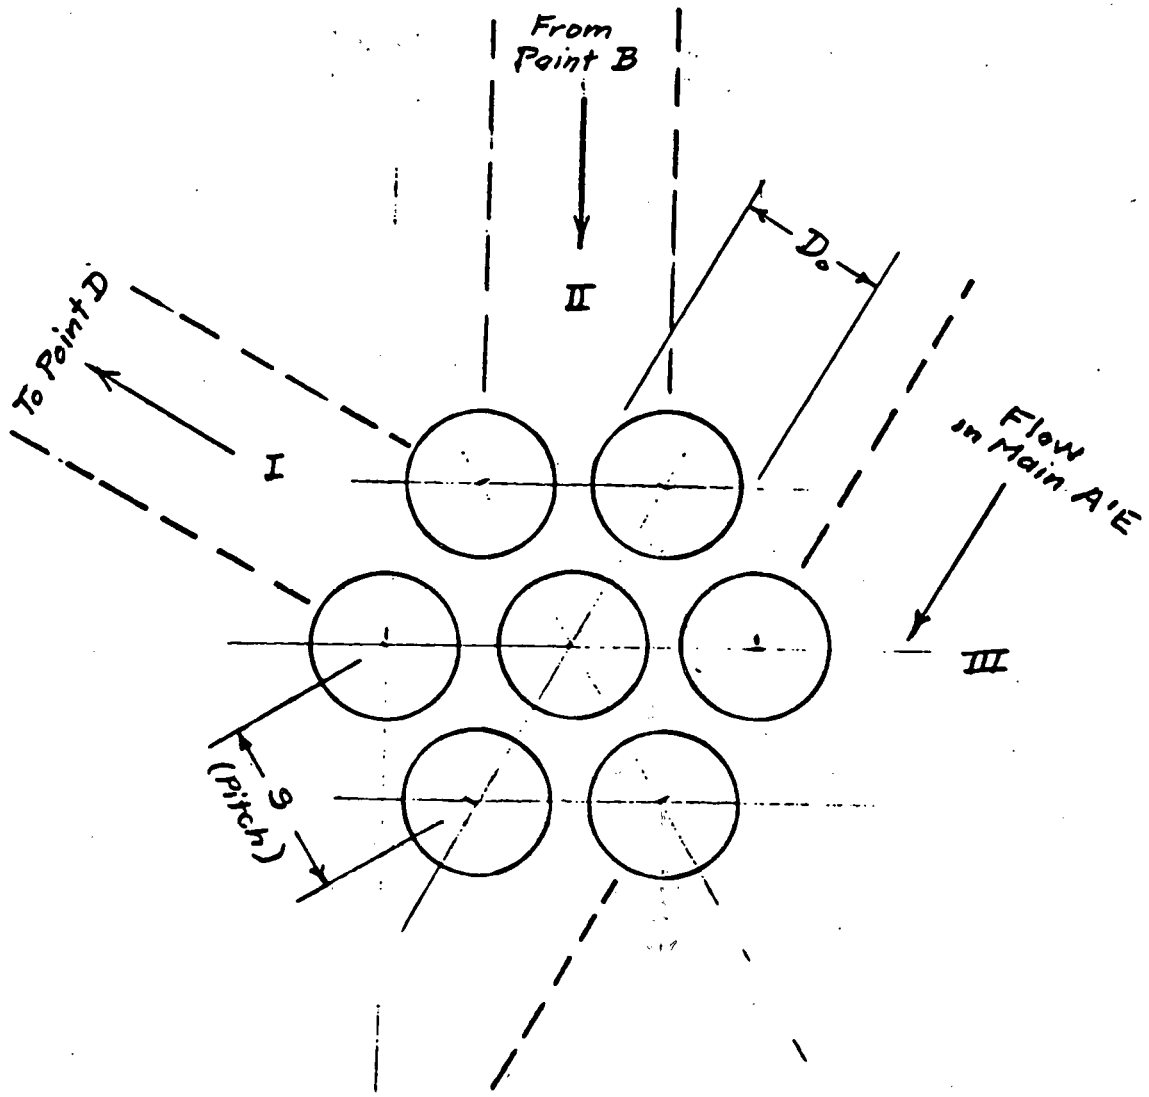 From
Point B
II
D₀
To Point D
I
Flow
in Main A'E
III
S
(Pitch)